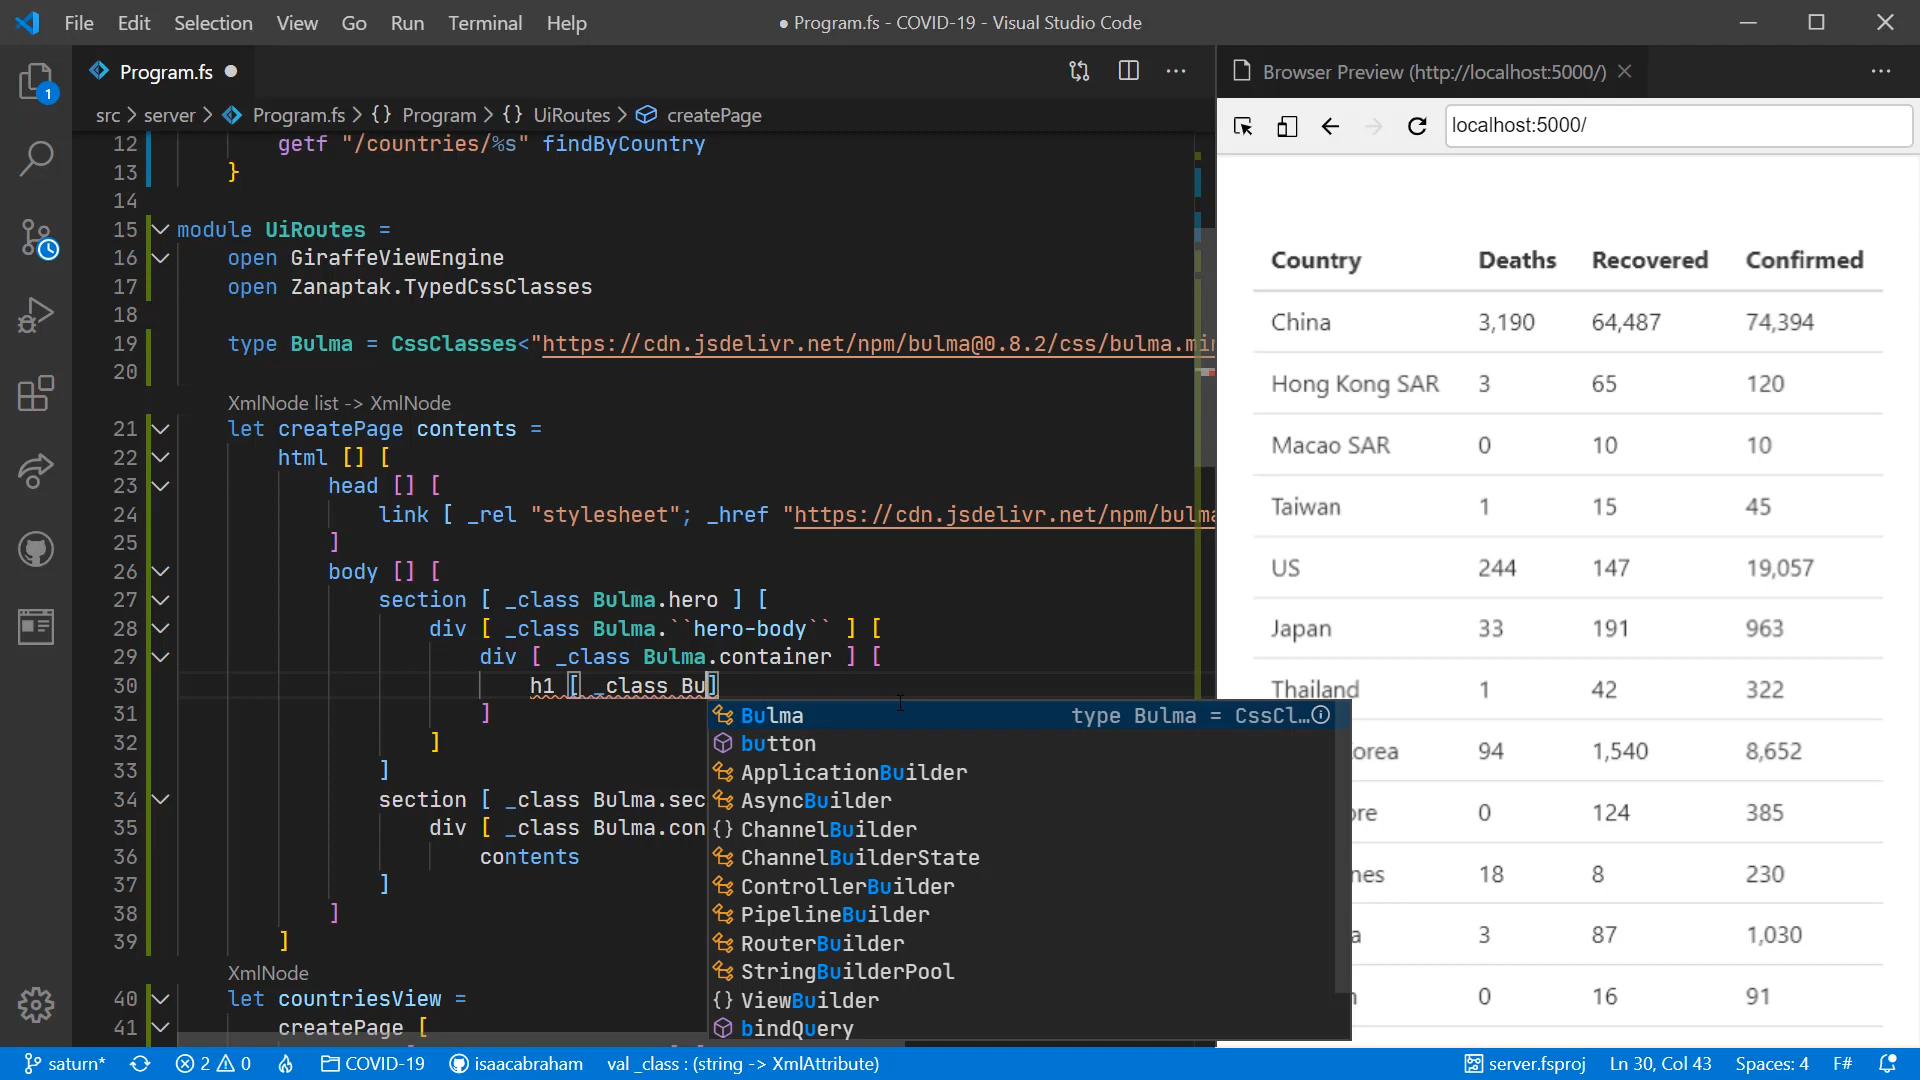 File Edit Selection View Go Run Terminal Help
● Program.fs - COVID-19 - Visual Studio Code
Program.fs
src > server > Program.fs > {} Program > {} UiRoutes > createPage
1
12 getf "/countries/%s" findByCountry
13 }
14
15 module UiRoutes =
16 open GiraffeViewEngine
17 open Zanaptak.TypedCssClasses
18
19 type Bulma = CssClasses<"https://cdn.jsdelivr.net/npm/bulma@0.8.2/css/bulma.mi
20
XmlNode list -> XmlNode
21 let createPage contents =
22 html [] [
23 head [] [
24 link [ _rel "stylesheet"; _href "https://cdn.jsdelivr.net/npm/bulma
25 ]
26 body [] [
27 section [ _class Bulma.hero ] [
28 div [ _class Bulma.``hero-body`` ] [
29 div [ _class Bulma.container ] [
30 h1 [ _class Bu]
31 ]
32 ]
33 ]
34 section [ _class Bulma.sec
35 div [ _class Bulma.con
36 contents
37 ]
38 ]
39 ]
XmlNode
40 let countriesView =
41 createPage [
Bulma type Bulma = CssCl…
button
ApplicationBuilder
AsyncBuilder
{} ChannelBuilder
ChannelBuilderState
ControllerBuilder
PipelineBuilder
RouterBuilder
StringBuilderPool
{} ViewBuilder
bindQuery
Browser Preview (http://localhost:5000/)
localhost:5000/
Country Deaths Recovered Confirmed
China 3,190 64,487 74,394
Hong Kong SAR 3 65 120
Macao SAR 0 10 10
Taiwan 1 15 45
US 244 147 19,057
Japan 33 191 963
Thailand 1 42 322
orea 94 1,540 8,652
ore 0 124 385
nes 18 8 230
a 3 87 1,030
n 0 16 91
saturn* 2 0 COVID-19 isaacabraham val _class : (string -> XmlAttribute)
server.fsproj Ln 30, Col 43 Spaces: 4 F#